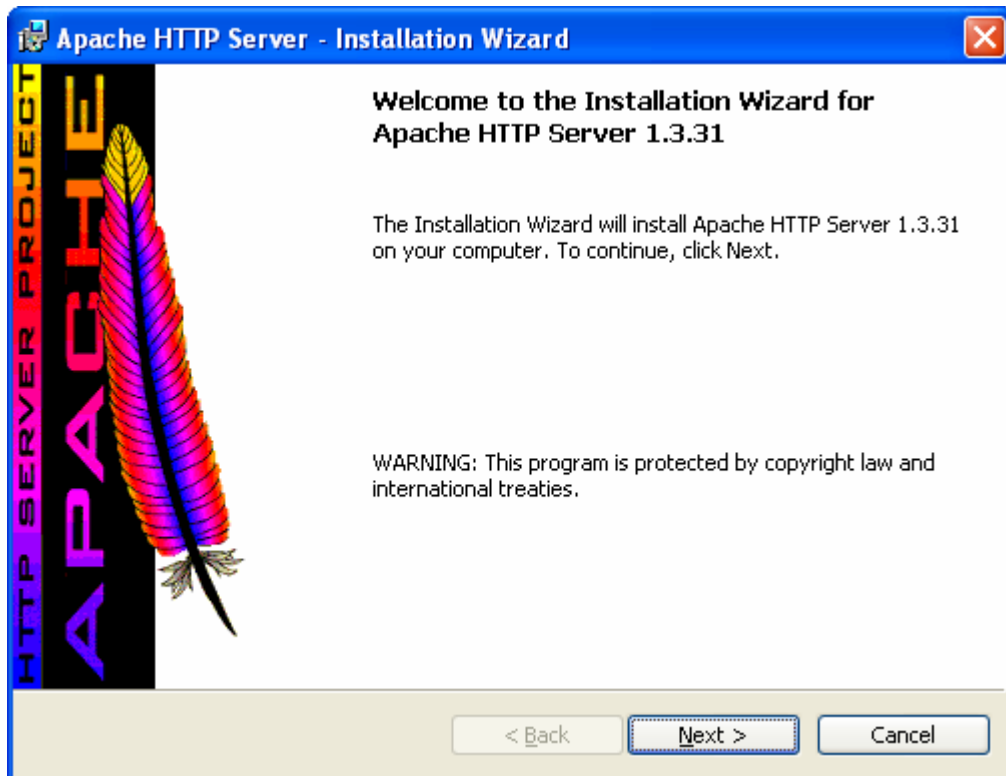 Apache HTTP Server - Installation Wizard
HTTP SERVER PROJECT
APACHE
Welcome to the Installation Wizard for
Apache HTTP Server 1.3.31
The Installation Wizard will install Apache HTTP Server 1.3.31
on your computer. To continue, click Next.
WARNING: This program is protected by copyright law and
international treaties.
< Back
Next >
Cancel